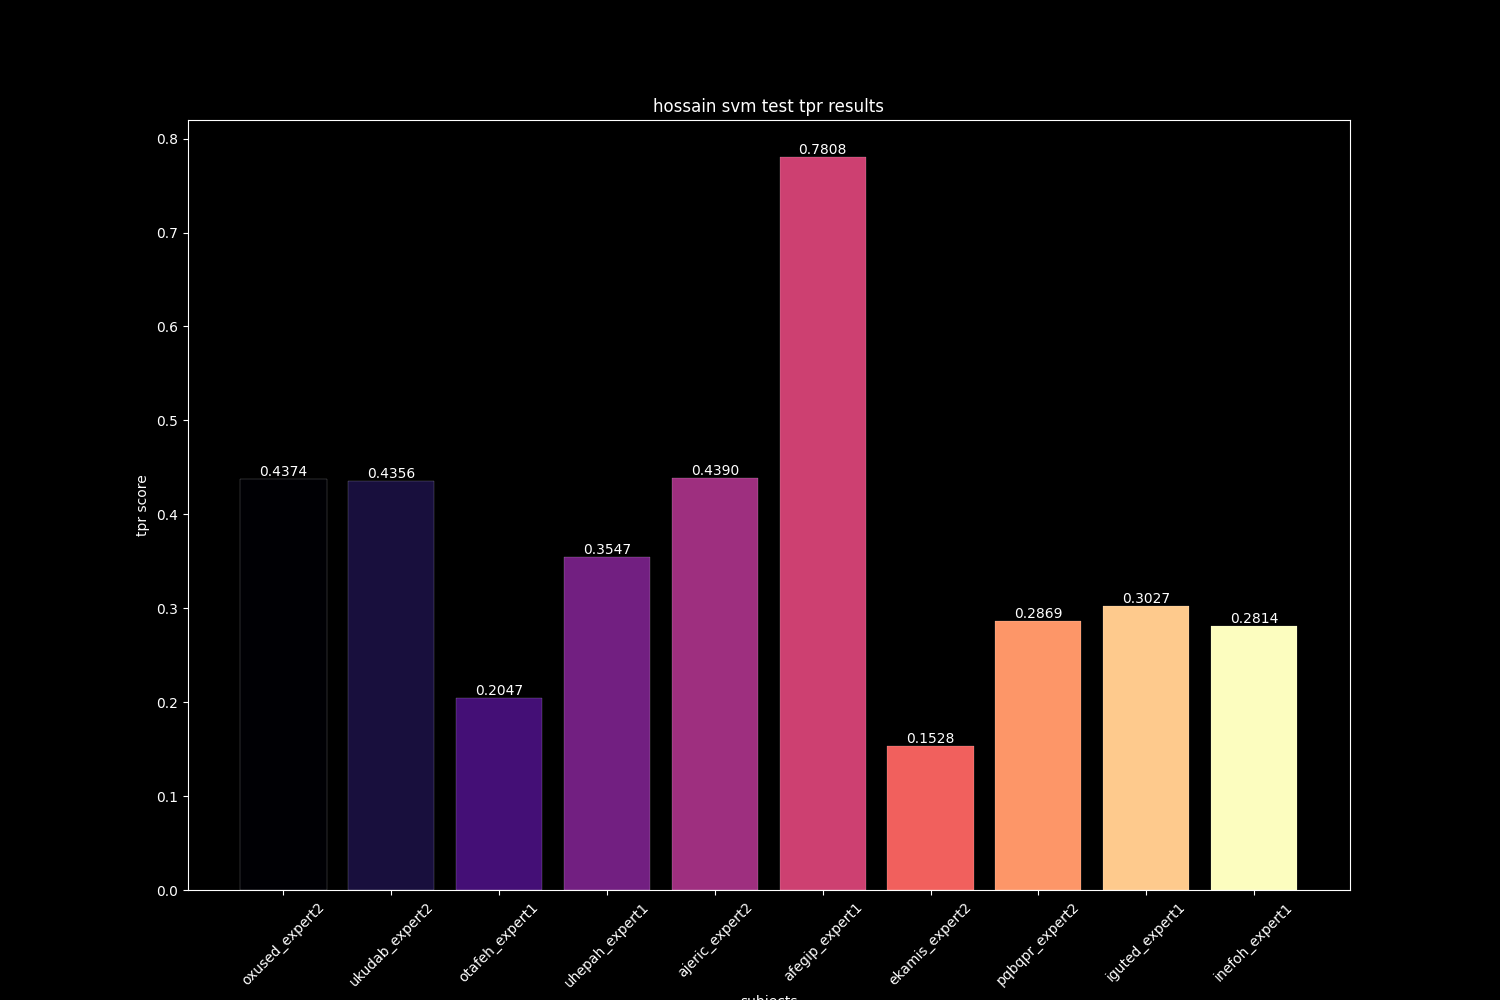 hossain svm test tpr results
0.8
0.7
0.6
0.5
0.4
0.3
0.2
0.1
0.0
tpr score
0.4374
0.4356
0.2047
0.3547
0.4390
0.7808
0.1528
0.2869
0.3027
0.2814
oxused_expert2
ukudab_expert2
otafeh_expert1
uhepah_expert1
ajeric_expert2
afegip_expert1
ekamis_expert2
pqbqpr_expert2
iguted_expert1
inefoh_expert1
subjects